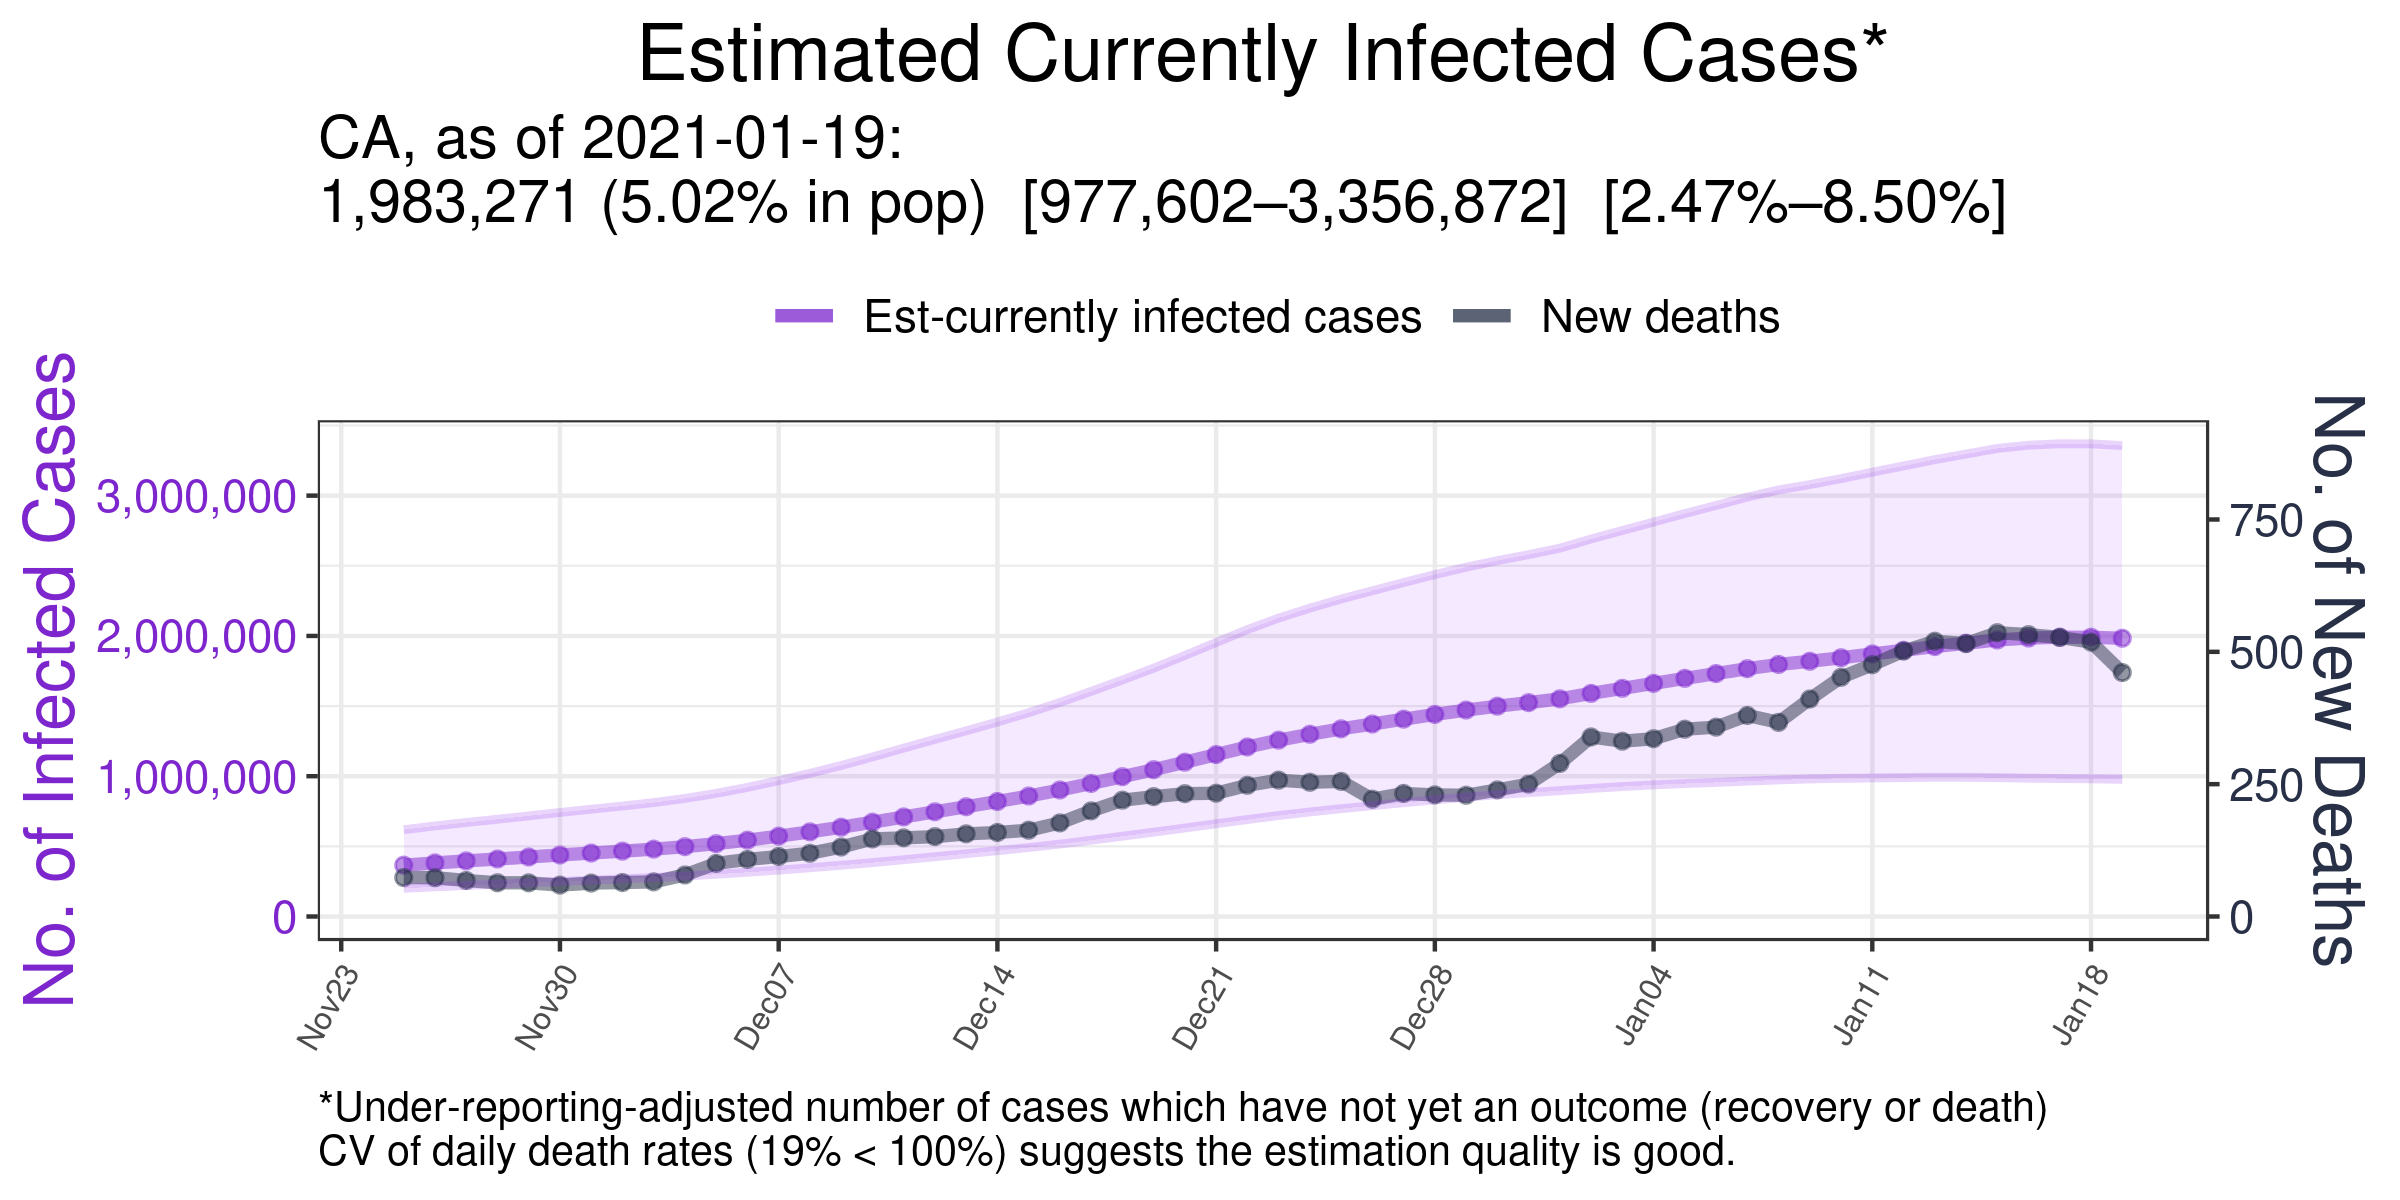 Estimated Currently Infected Cases*
CA, as of 2021-01-19:
1,983,271 (5.02% in pop) [977,602–3,356,872] [2.47%–8.50%]
Est-currently infected cases
New deaths
No. of Infected Cases
3,000,000
2,000,000
1,000,000
0
No. of New Deaths
750
500
250
0
Nov23
Nov30
Dec07
Dec14
Dec21
Dec28
Jan04
Jan11
Jan18
*Under-reporting-adjusted number of cases which have not yet an outcome (recovery or death)
CV of daily death rates (19% < 100%) suggests the estimation quality is good.